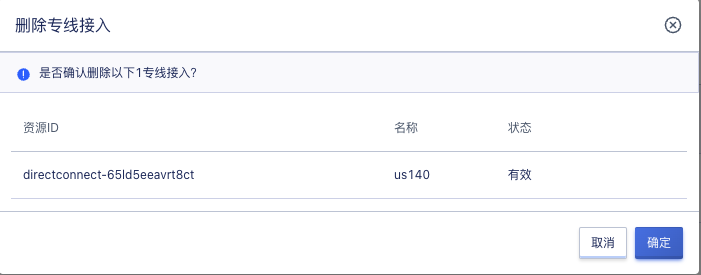 删除专线接入
是否确认删除以下1专线接入?
资源ID 名称 状态
directconnect-65ld5eeavrt8ct us140 有效
取消 确定